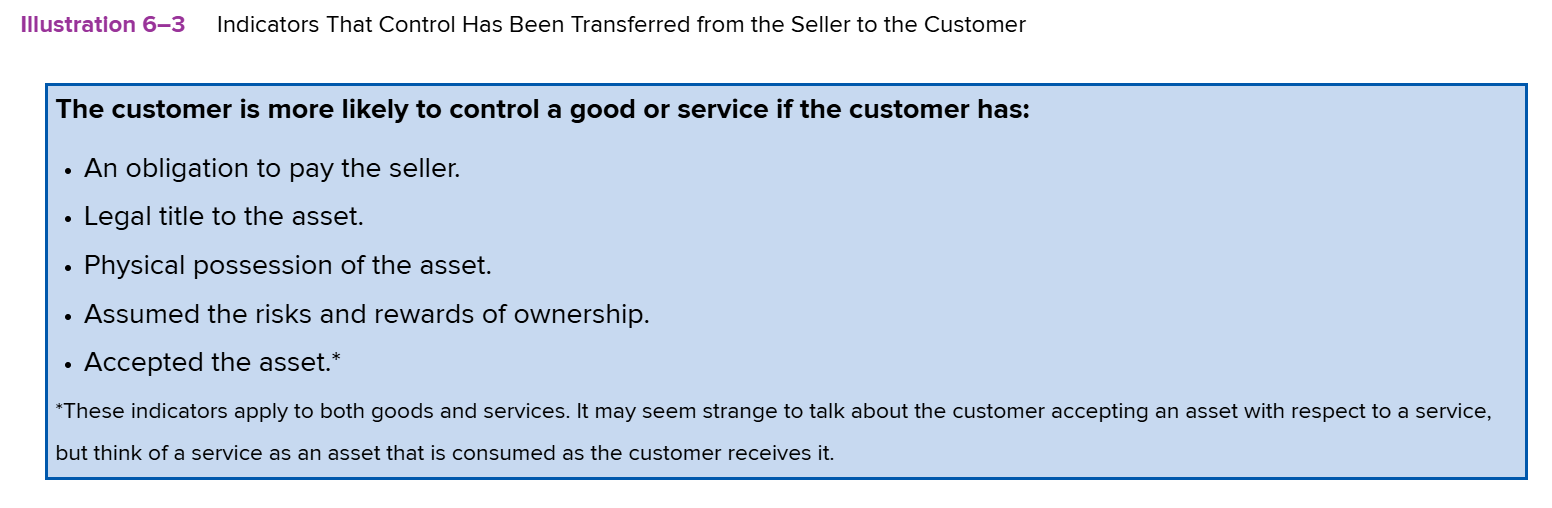 Illustration 6–3 Indicators That Control Has Been Transferred from the Seller to the Customer
The customer is more likely to control a good or service if the customer has:
• An obligation to pay the seller.
• Legal title to the asset.
• Physical possession of the asset.
• Assumed the risks and rewards of ownership.
• Accepted the asset.*
*These indicators apply to both goods and services. It may seem strange to talk about the customer accepting an asset with respect to a service,
but think of a service as an asset that is consumed as the customer receives it.